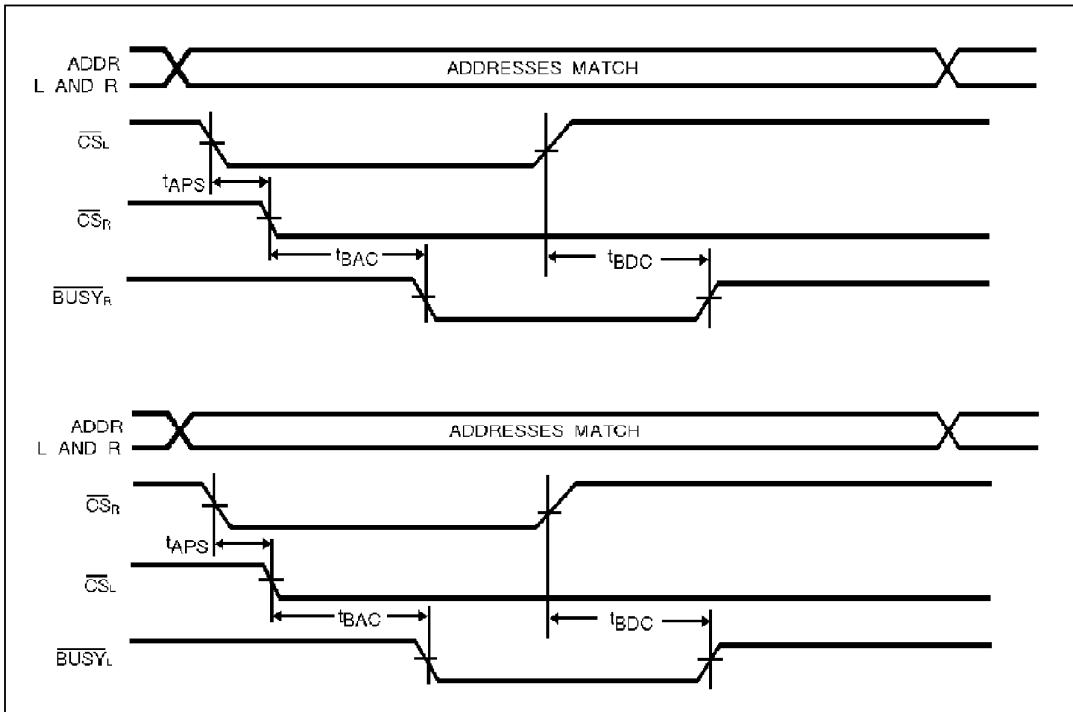 ADDR
L AND R
ADDRESSES MATCH
CSL
tAPS
CSR
tBAC
tBDC
BUSYR
ADDR
L AND R
ADDRESSES MATCH
CSR
tAPS
CSL
tBAC
tBDC
BUSYL